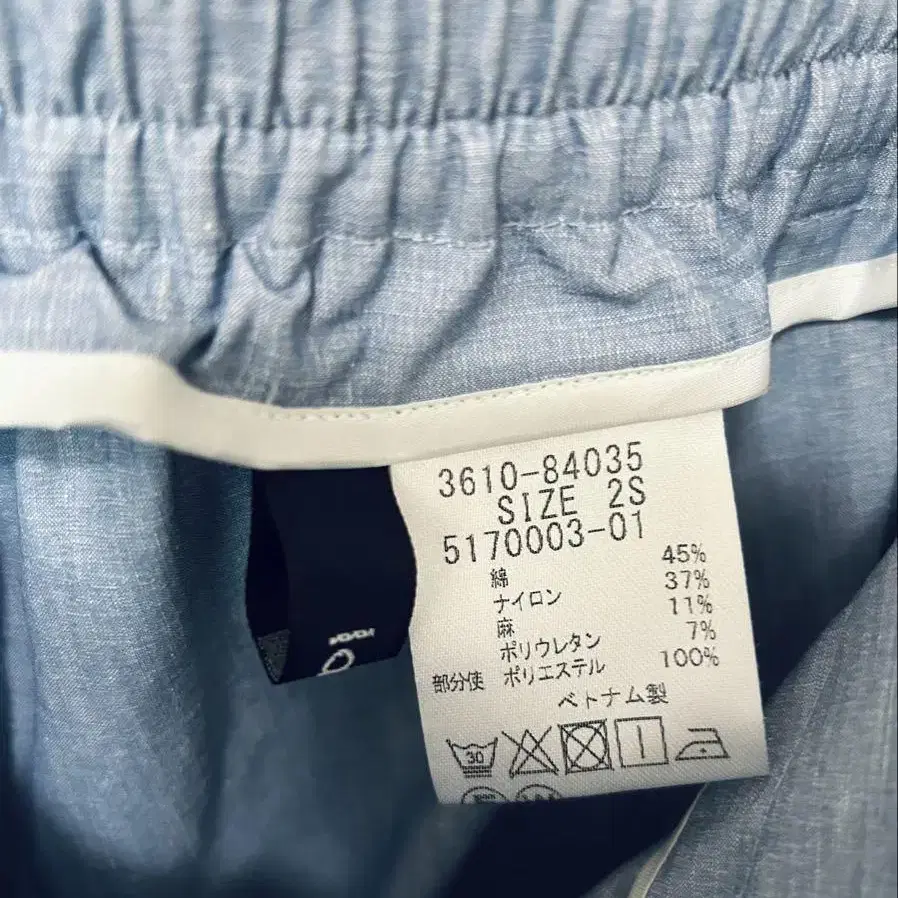 3610-84035
SIZE 2S
5170003-01
綿 45%
ナイロン 37%
麻 11%
ポリウレタン 7%
部分使 ポリエステル 100%
ベトナム製
30